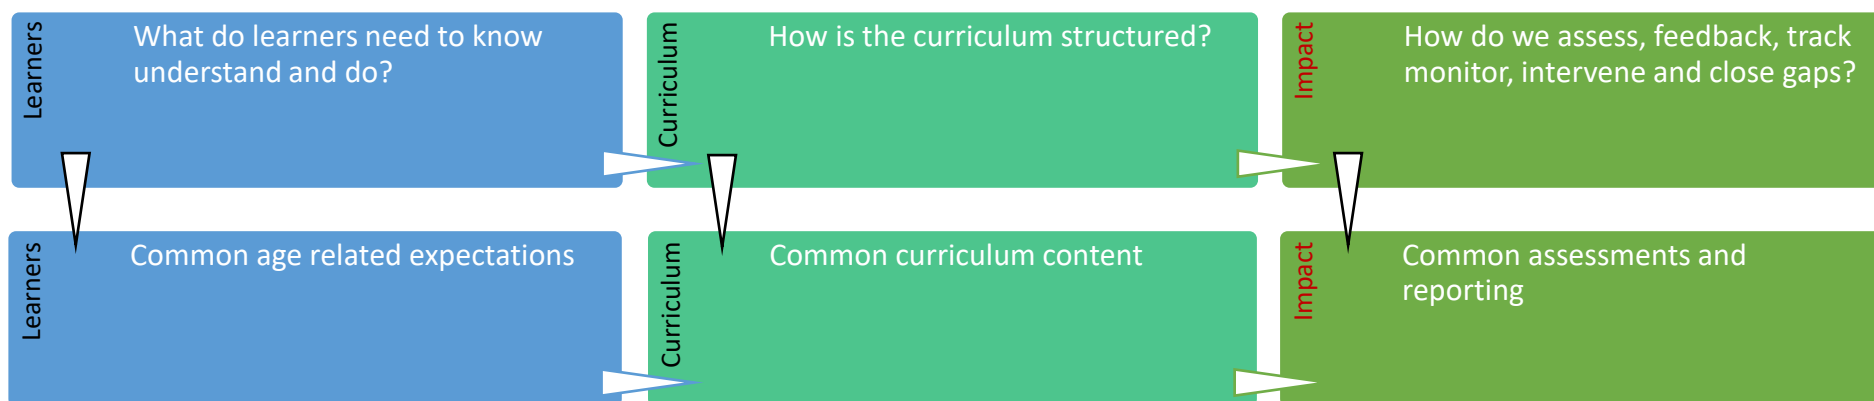 Learners
What do learners need to know
understand and do?
Curriculum
How is the curriculum structured?
Impact
How do we assess, feedback, track
monitor, intervene and close gaps?
Learners
Common age related expectations
Curriculum
Common curriculum content
Impact
Common assessments and
reporting